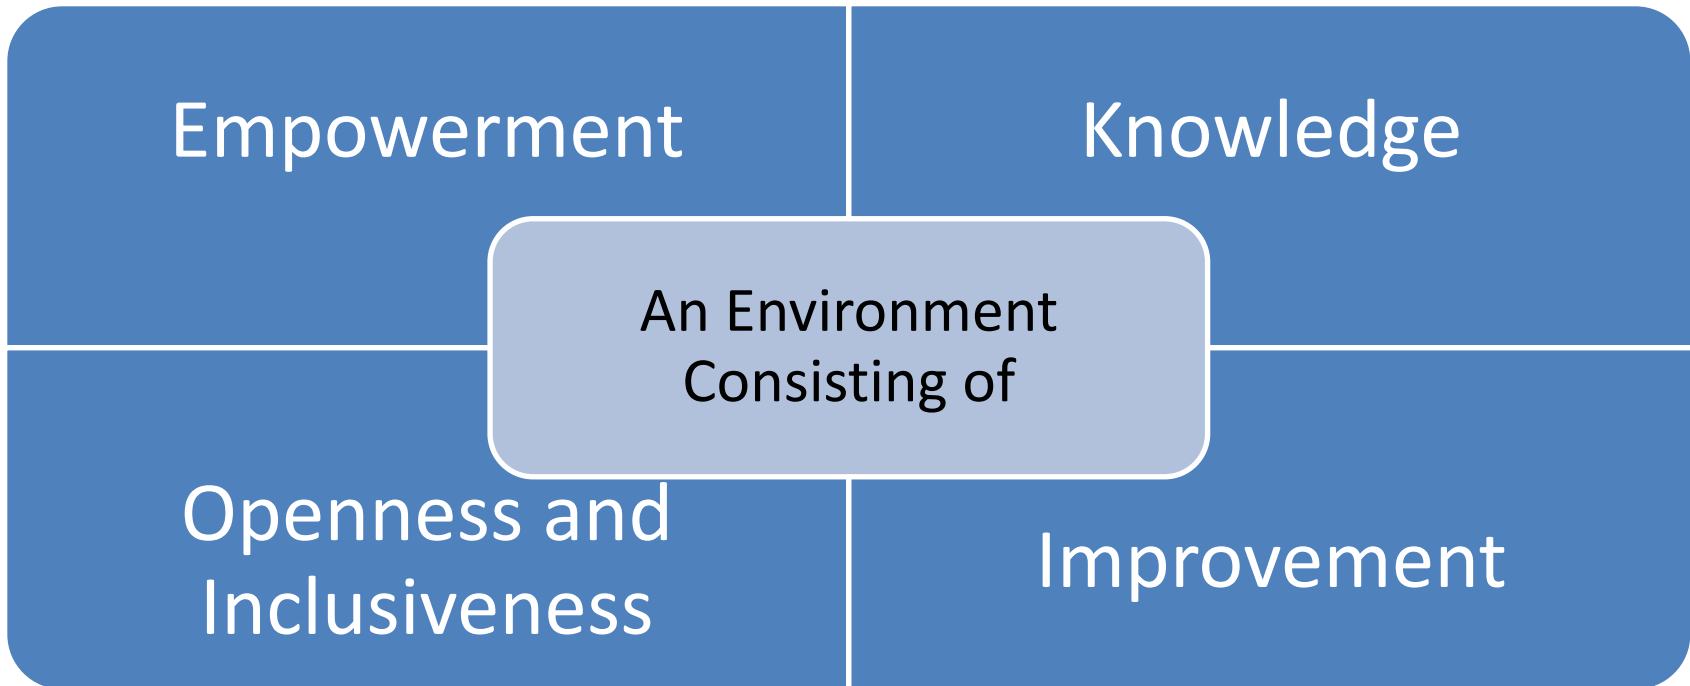 Empowerment
Knowledge
An Environment
Consisting of
Openness and
Inclusiveness
Improvement